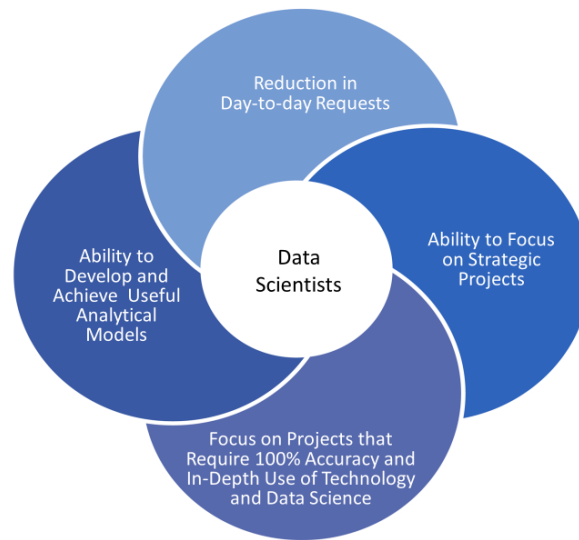 Reduction in
Day-to-day Requests
Ability to Focus
on Strategic
Projects
Focus on Projects that
Require 100% Accuracy and
In-Depth Use of Technology
and Data Science
Ability to
Develop and
Achieve  Useful
Analytical
Models
Data
Scientists